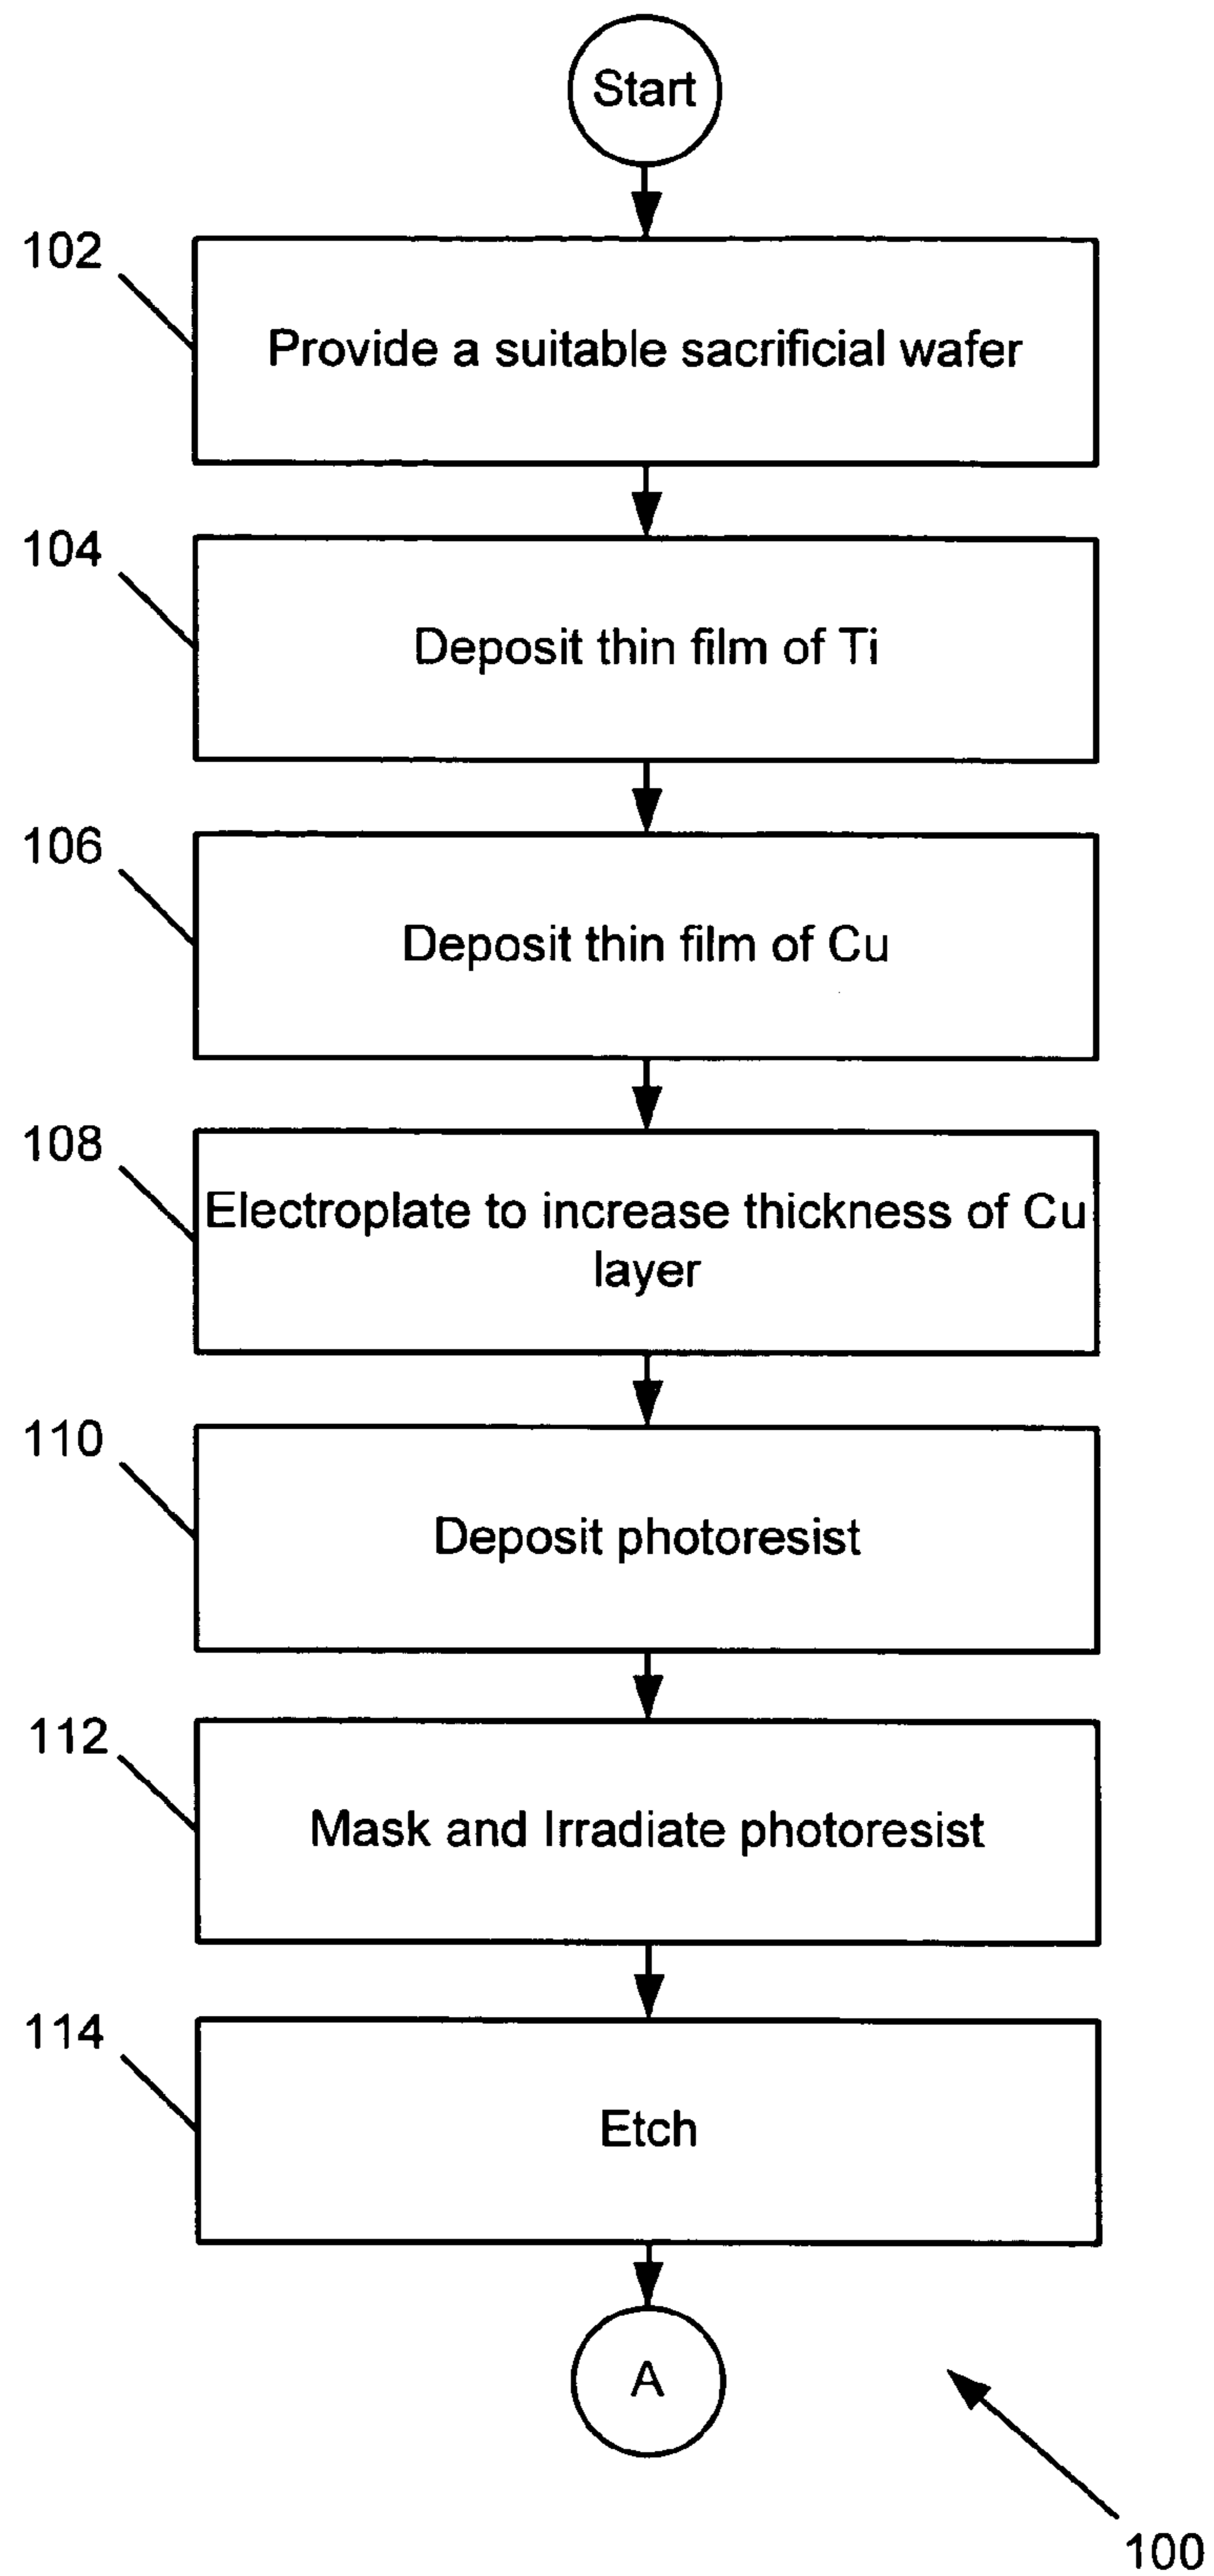 Start
102
Provide a suitable sacrificial wafer
104
Deposit thin film of Ti
106
Deposit thin film of Cu
108
Electroplate to increase thickness of Cu
layer
110
Deposit photoresist
112
Mask and Irradiate photoresist
114
Etch
A
100